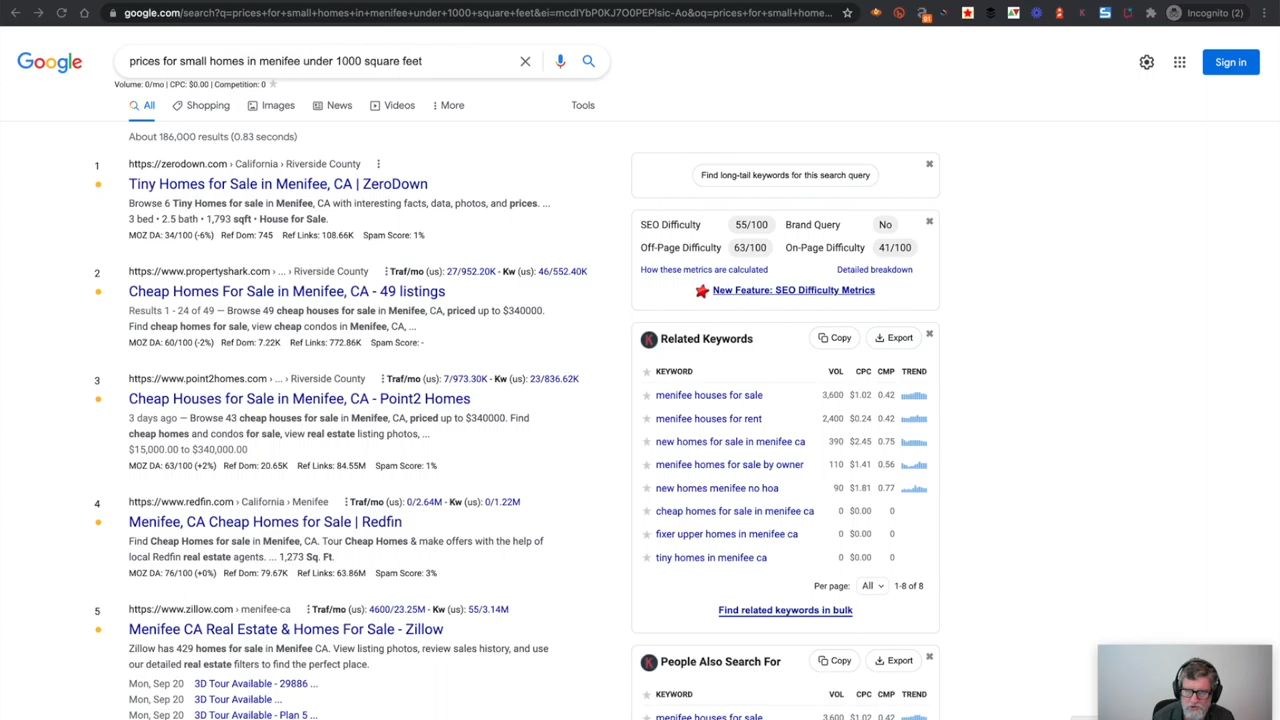 google.com/search?q=prices+for+small+homes+in+menifee+under+1000+square+feet&ei=mcdIYbP0KJ7O0PEPIsic-Ao&oq=prices+for+small+home...
Incognito (2)
Google
prices for small homes in menifee under 1000 square feet
Sign in
Volume: 0/mo | CPC: $0.00 | Competition: 0
All
Shopping
Images
News
Videos
More
Tools
About 186,000 results (0.83 seconds)
1
https://zerodown.com › California › Riverside County
Tiny Homes for Sale in Menifee, CA | ZeroDown
Browse 6 Tiny Homes for sale in Menifee, CA with interesting facts, data, photos, and prices. ...
3 bed • 2.5 bath • 1,793 sqft • House for Sale.
MOZ DA: 34/100 (-6%) Ref Dom: 745 Ref Links: 108.66K Spam Score: 1%
2
https://www.propertyshark.com › ... › Riverside County
Traf/mo (us): 27/952.20K - Kw (us): 46/552.40K
Cheap Homes For Sale in Menifee, CA - 49 listings
Results 1 - 24 of 49 — Browse 49 cheap houses for sale in Menifee, CA, priced up to $340000.
Find cheap homes for sale, view cheap condos in Menifee, CA, ...
MOZ DA: 60/100 (-2%) Ref Dom: 7.22K Ref Links: 772.86K Spam Score: -
3
https://www.point2homes.com › ... › Riverside County
Traf/mo (us): 7/973.30K - Kw (us): 23/836.62K
Cheap Houses for Sale in Menifee, CA - Point2 Homes
3 days ago — Browse 43 cheap houses for sale in Menifee, CA, priced up to $340000. Find
cheap homes and condos for sale, view real estate listing photos, ...
$15,000.00 to $340,000.00
MOZ DA: 63/100 (+2%) Ref Dom: 20.65K Ref Links: 84.55M Spam Score: 1%
4
https://www.redfin.com › California › Menifee
Traf/mo (us): 0/2.64M - Kw (us): 0/1.22M
Menifee, CA Cheap Homes for Sale | Redfin
Find Cheap Homes for sale in Menifee, CA. Tour Cheap Homes & make offers with the help of
local Redfin real estate agents. ... 1,273 Sq. Ft.
MOZ DA: 76/100 (+0%) Ref Dom: 79.67K Ref Links: 63.86M Spam Score: 3%
5
https://www.zillow.com › menifee-ca
Traf/mo (us): 4600/23.25M - Kw (us): 55/3.14M
Menifee CA Real Estate & Homes For Sale - Zillow
Zillow has 429 homes for sale in Menifee CA. View listing photos, review sales history, and use
our detailed real estate filters to find the perfect place.
Mon, Sep 20 3D Tour Available - 29886 ...
Mon, Sep 20 3D Tour Available ...
Mon, Sep 20 3D Tour Available - Plan 5 ...
Find long-tail keywords for this search query
SEO Difficulty 55/100 Brand Query No
Off-Page Difficulty 63/100 On-Page Difficulty 41/100
How these metrics are calculated Detailed breakdown
New Feature: SEO Difficulty Metrics
K Related Keywords Copy Export
KEYWORD VOL CPC CMP TREND
menifee houses for sale 3,600 $1.02 0.42
menifee houses for rent 2,400 $0.24 0.42
new homes for sale in menifee ca 390 $2.45 0.75
menifee homes for sale by owner 110 $1.41 0.56
new homes menifee no hoa 90 $1.81 0.77
cheap homes for sale in menifee ca 0 $0.00 0
fixer upper homes in menifee ca 0 $0.00 0
tiny homes in menifee ca 0 $0.00 0
Per page: All 1-8 of 8
Find related keywords in bulk
K People Also Search For Copy Export
KEYWORD VOL CPC CMP TREND
menifee houses for sale 3,600 $1.02 0.42